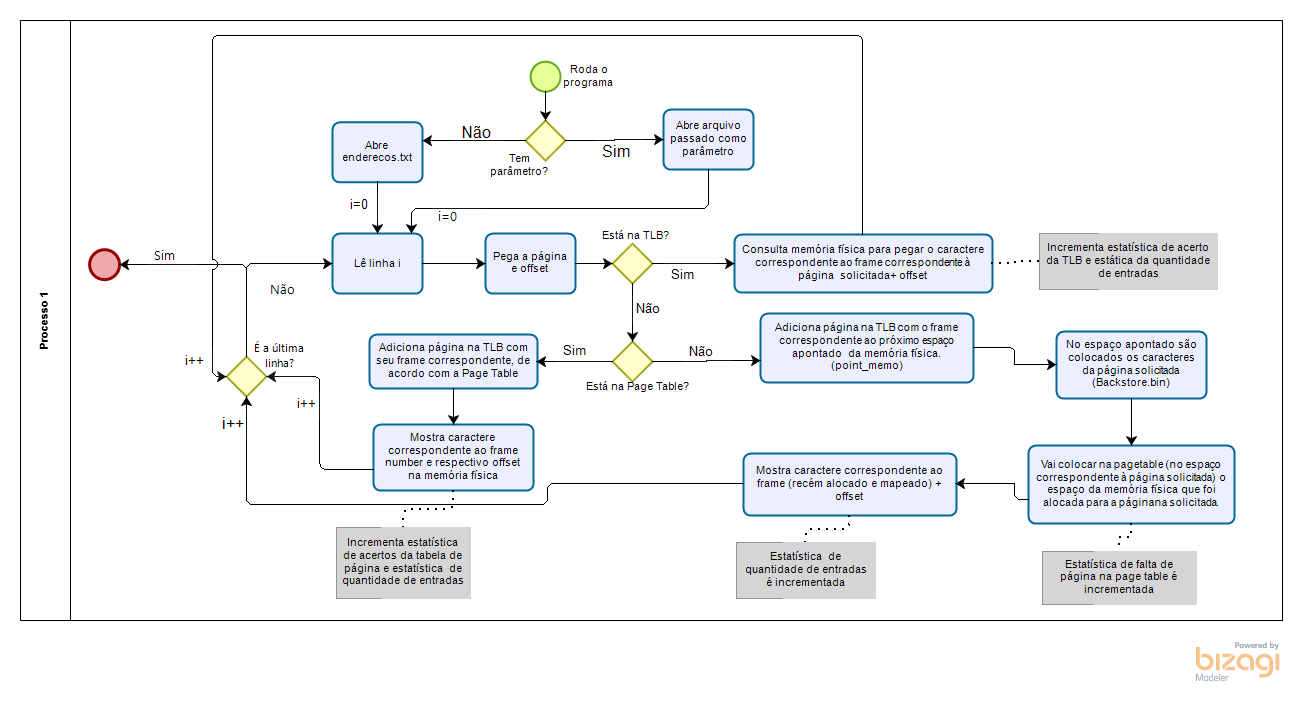 Processo 1
Roda o
programa
Tem
parâmetro?
Não
Sim
Abre
enderecos.txt
Abre arquivo
passado como
parâmetro
i=0
i=0
Lê linha i
Pega a página
e offset
Está na TLB?
Sim
Não
Consulta memória física para pegar o caractere
correspondente ao frame correspondente à
página solicitada+ offset
Incrementa estatística de acerto
da TLB e estática da quantidade
de entradas
Sim
Não
É a última
linha?
i++
i++
i++
Está na Page Table?
Sim
Não
Adiciona página na TLB com
seu frame correspondente, de
acordo com a Page Table
Adiciona página na TLB com o frame
correspondente ao próximo espaço
apontado da memória física.
(point_memo)
No espaço apontado são
colocados os caracteres
da página solicitada
(Backstore.bin)
Mostra caractere
correspondente ao frame
number e respectivo offset
na memória física
Mostra caractere correspondente ao
frame (recém alocado e mapeado) +
offset
Vai colocar na pagetable (no espaço
correspondente à página solicitada) o
espaço da memória física que foi
alocada para a páginana solicitada.
Incrementa estatística
de acertos da tabela de
página e estatística de
quantidade de entradas
Estatística de
quantidade de entradas
é incrementada
Estatística de falta de
página na page table é
incrementada
Powered by
bizagi
Modeler